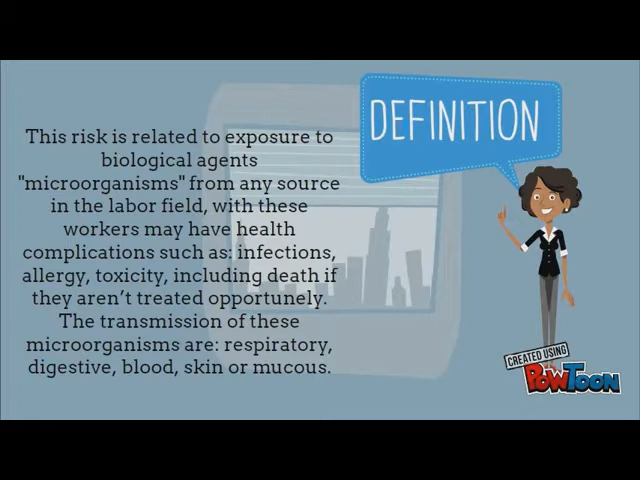 DEFINITION
This risk is related to exposure to
biological agents
"microorganisms" from any source
in the labor field, with these
workers may have health
complications such as: infections,
allergy, toxicity, including death if
they aren't treated opportunely.
The transmission of these
microorganisms are: respiratory,
digestive, blood, skin or mucous.
CREATED USING
POWTOON